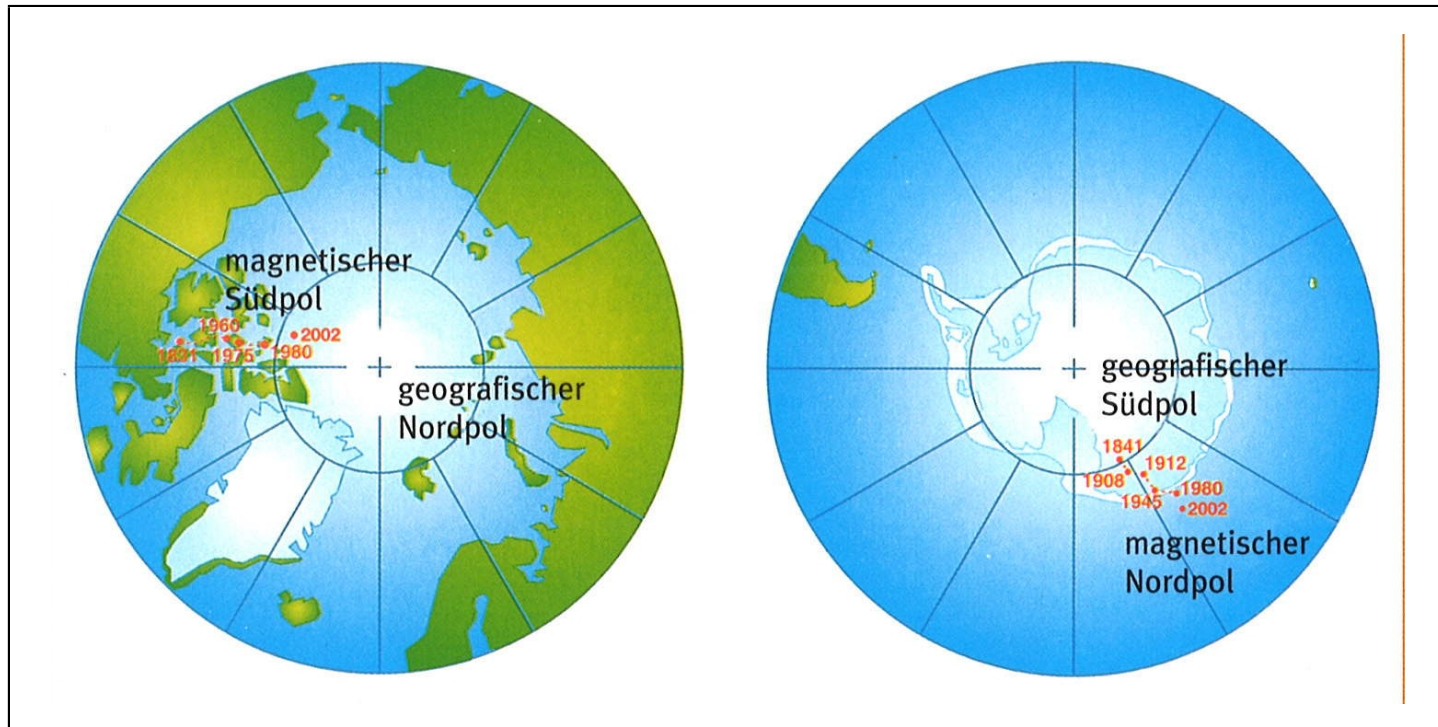 magnetischer
Südpol
1960
2002
1831
1975
1980
geografischer
Nordpol
geografischer
Südpol
1841
1912
1908
1980
1945
2002
magnetischer
Nordpol